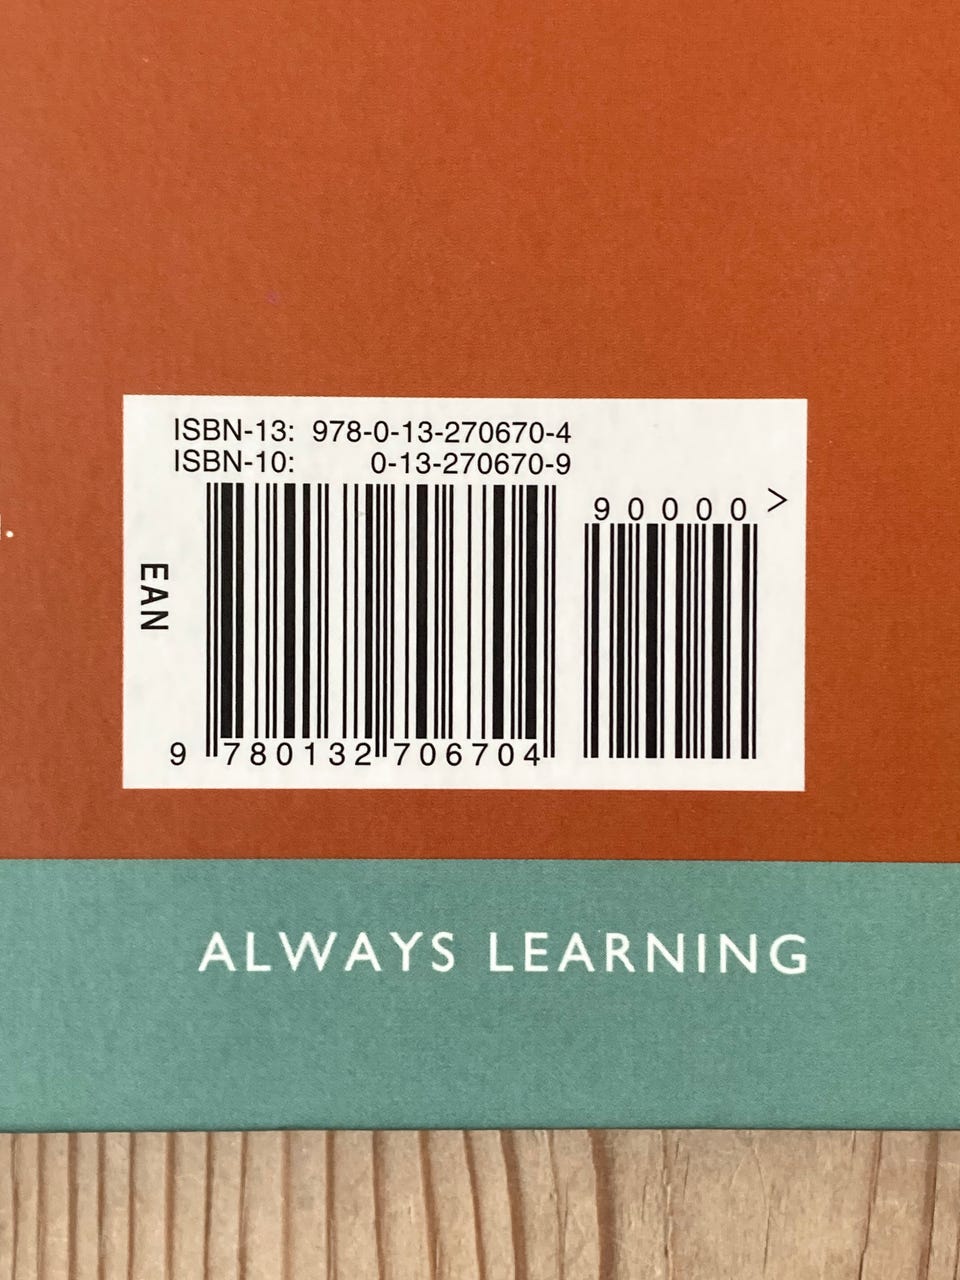 ISBN-13: 978-0-13-270670-4
ISBN-10: 0-13-270670-9
90000>
EAN
9 780132 706704
ALWAYS LEARNING